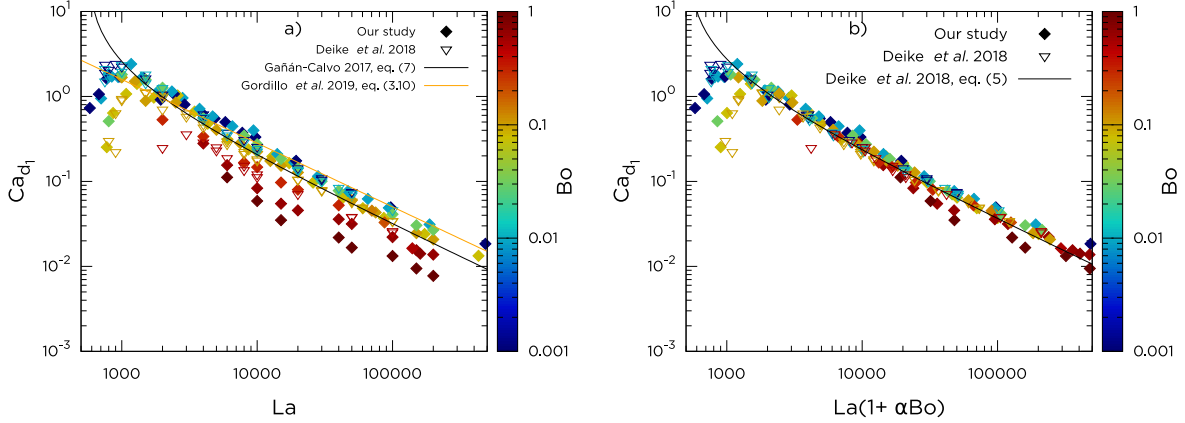 a)
Our study
Deike et al. 2018
Gañán-Calvo 2017, eq. (7)
Gordillo et al. 2019, eq. (3.10)
10^1
10^0
10^-1
10^-2
10^-3
Ca_d1
1000
10000
100000
La
1
0.1
0.01
0.001
Bo
b)
Our study
Deike et al. 2018
Deike et al. 2018, eq. (5)
10^1
10^0
10^-1
10^-2
10^-3
Ca_d1
1000
10000
100000
La(1+ αBo)
1
0.1
0.01
0.001
Bo